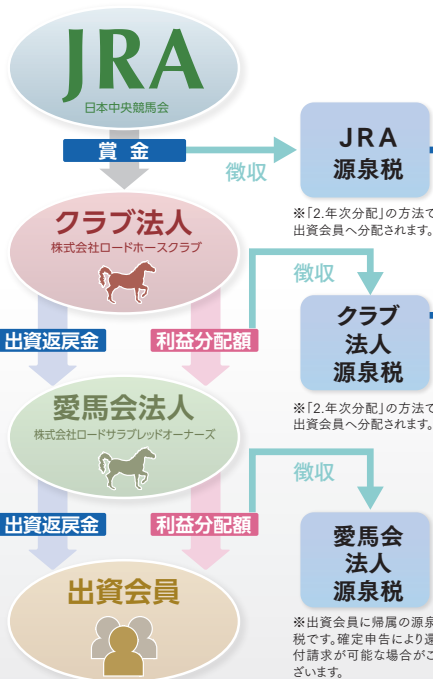 JRA
日本中央競馬会
賞金
徴収
JRA
源泉税
※「2.年次分配」の方法で
出資会員へ分配されます。
クラブ法人
株式会社ロードホースクラブ
出資返戻金
利益分配額
徴収
クラブ
法人
源泉税
※「2.年次分配」の方法で
出資会員へ分配されます。
愛馬会法人
株式会社ロードサラブレッドオーナーズ
出資返戻金
利益分配額
徴収
愛馬会
法人
源泉税
※出資会員に帰属の源泉
税です。確定申告により還
付請求が可能な場合がご
ざいます。
出資会員